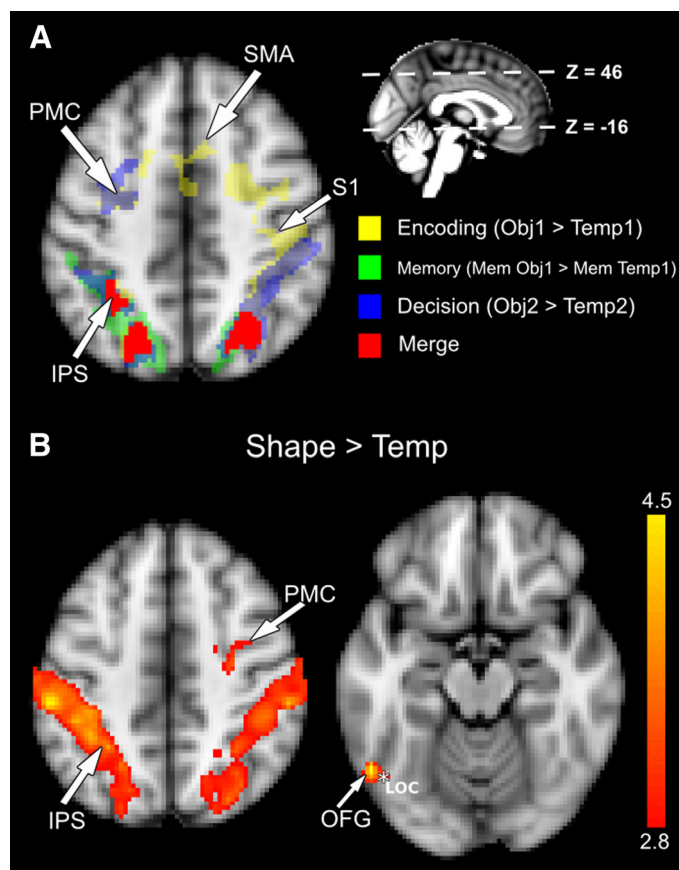 A
SMA
PMC
Z = 46
Z = -16
S1
Encoding (Obj1 > Temp1)
Memory (Mem Obj1 > Mem Temp1)
Decision (Obj2 > Temp2)
Merge
IPS
B
Shape > Temp
4.5
PMC
IPS
OFG
*LOC
2.8